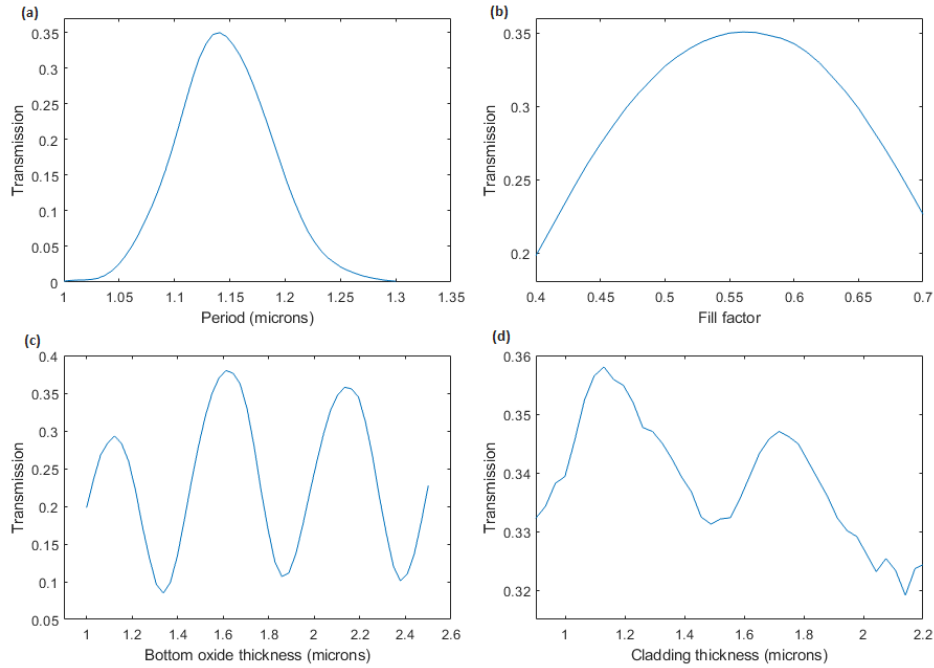 (a)
0.35
0.3
0.25
0.2
0.15
0.1
0.05
0
Transmission
1 1.05 1.1 1.15 1.2 1.25 1.3 1.35
Period (microns)
(b)
0.35
0.3
0.25
0.2
Transmission
0.4 0.45 0.5 0.55 0.6 0.65 0.7
Fill factor
(c)
0.4
0.35
0.3
0.25
0.2
0.15
0.1
0.05
Transmission
1 1.2 1.4 1.6 1.8 2 2.2 2.4 2.6
Bottom oxide thickness (microns)
(d)
0.36
0.35
0.34
0.33
0.32
Transmission
1 1.2 1.4 1.6 1.8 2 2.2
Cladding thickness (microns)